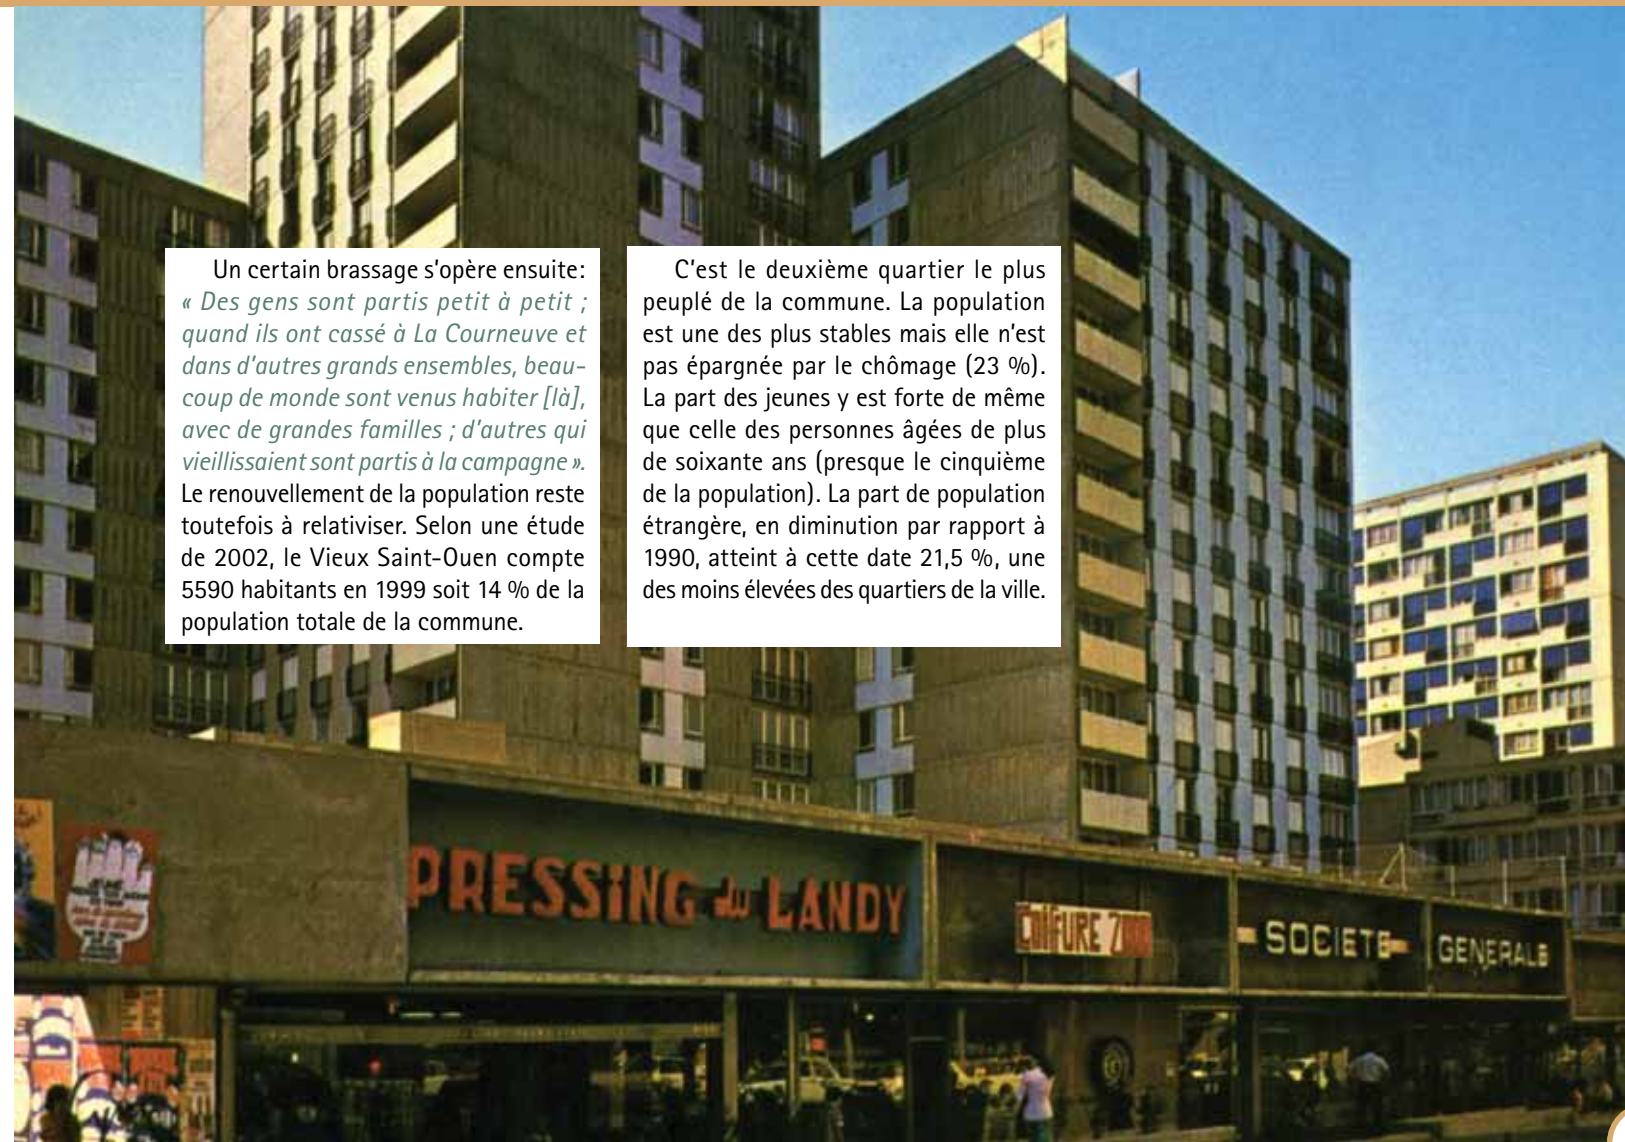 Un certain brassage s’opère ensuite:
« Des gens sont partis petit à petit ;
quand ils ont cassé à La Courneuve et
dans d’autres grands ensembles, beau-
coup de monde sont venus habiter [là],
avec de grandes familles ; d’autres qui
vieillissaient sont partis à la campagne ».
Le renouvellement de la population reste
toutefois à relativiser. Selon une étude
de 2002, le Vieux Saint-Ouen compte
5590 habitants en 1999 soit 14 % de la
population totale de la commune.
C’est le deuxième quartier le plus
peuplé de la commune. La population
est une des plus stables mais elle n’est
pas épargnée par le chômage (23 %).
La part des jeunes y est forte de même
que celle des personnes âgées de plus
de soixante ans (presque le cinquième
de la population). La part de population
étrangère, en diminution par rapport à
1990, atteint à cette date 21,5 %, une
des moins élevées des quartiers de la ville.
PRESSING du LANDY
SOCIETE GENERALE